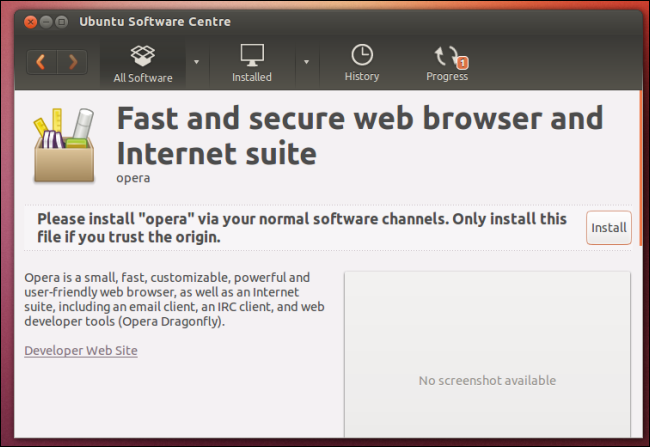 Ubuntu Software Centre
All Software
Installed
History
Progress
1
Fast and secure web browser and
Internet suite
opera
Please install "opera" via your normal software channels. Only install this
file if you trust the origin.
Install
Opera is a small, fast, customizable, powerful and
user-friendly web browser, as well as an Internet
suite, including an email client, an IRC client, and web
developer tools (Opera Dragonfly).
Developer Web Site
No screenshot available